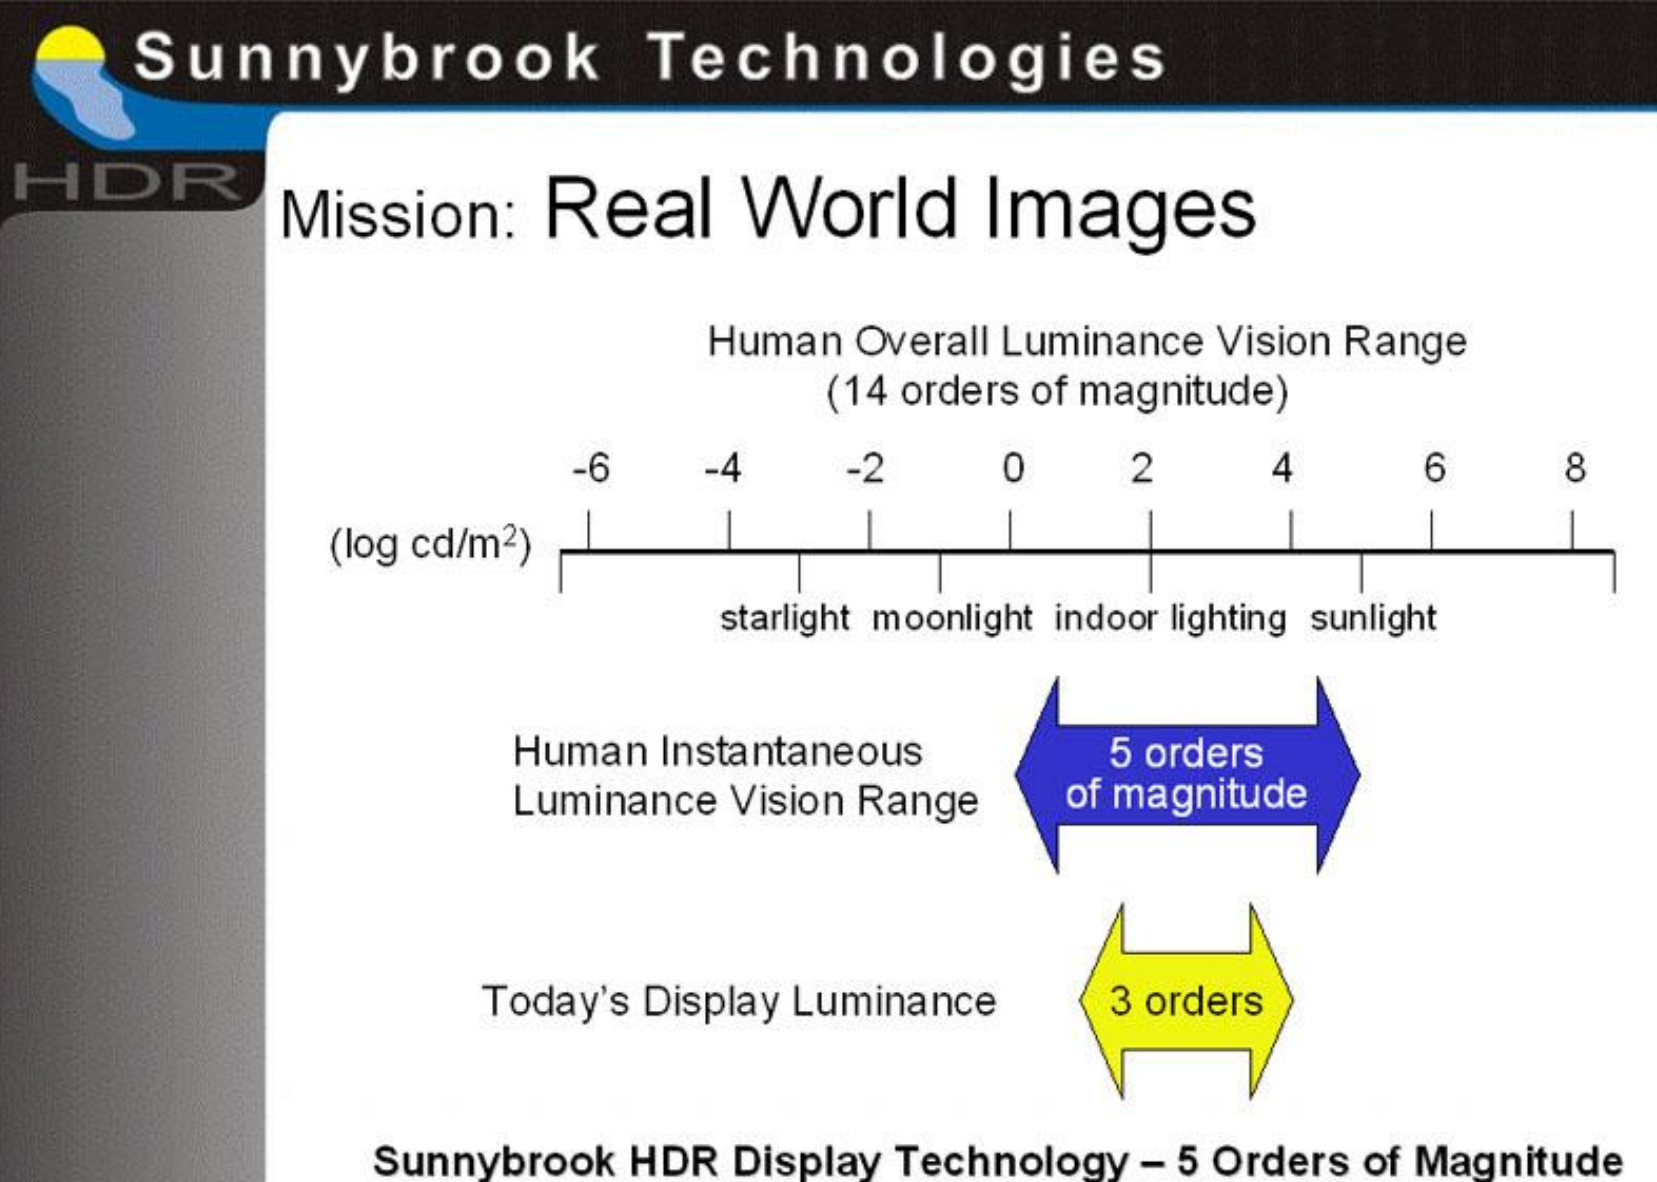 Sunnybrook Technologies
HDR
Mission: Real World Images
Human Overall Luminance Vision Range
(14 orders of magnitude)
-6 -4 -2 0 2 4 6 8
(log cd/m²)
starlight moonlight indoor lighting sunlight
Human Instantaneous
Luminance Vision Range
5 orders
of magnitude
Today's Display Luminance
3 orders
Sunnybrook HDR Display Technology – 5 Orders of Magnitude